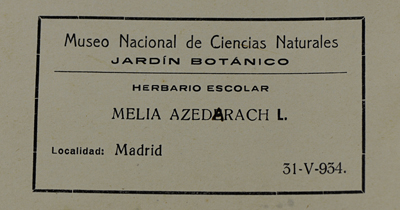 Museo Nacional de Ciencias Naturales
JARDÍN BOTÁNICO
HERBARIO ESCOLAR
MELIA AZEDARACH L.
Localidad: Madrid
31-V-934.